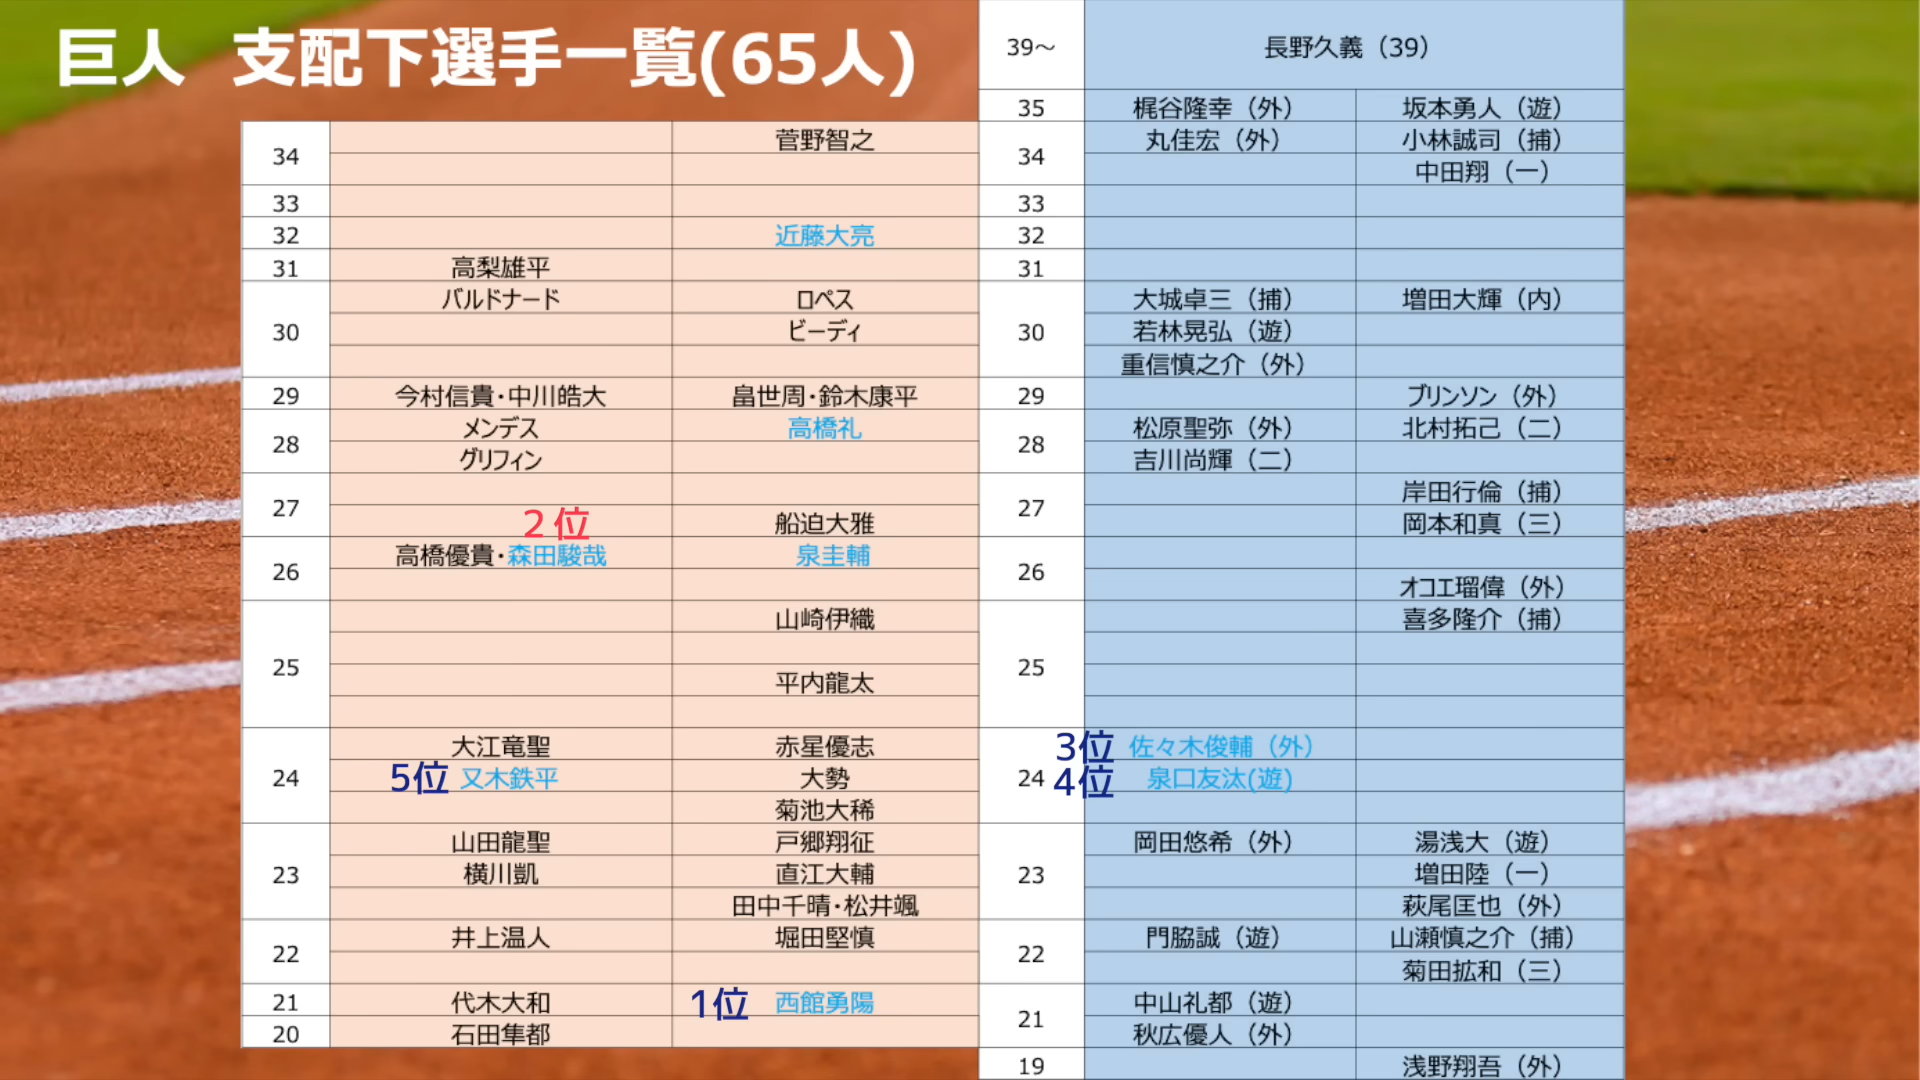 巨人 支配下選手一覧(65人)
34 菅野智之
33
32 近藤大亮
31 高梨雄平
30 バルドナード ロペス
ビーディ
29 今村信貴・中川皓大 畠世周・鈴木康平
28 メンデス 高橋礼
グリフィン
27
2位 船迫大雅
26 高橋優貴・森田駿哉 泉圭輔
25 山崎伊織
平内龍太
24 大江竜聖 赤星優志
5位 又木鉄平 大勢
菊池大稀
23 山田龍聖 戸郷翔征
横川凱 直江大輔
田中千晴・松井颯
22 井上温人 堀田堅慎
21 代木大和 1位 西館勇陽
20 石田隼都
39～ 長野久義（39）
35 梶谷隆幸（外） 坂本勇人（遊）
34 丸佳宏（外） 小林誠司（捕）
中田翔（一）
33
32
31
30 大城卓三（捕） 増田大輝（内）
若林晃弘（遊）
重信慎之介（外）
29 ブリンソン（外）
28 松原聖弥（外） 北村拓己（二）
吉川尚輝（二）
27 岸田行倫（捕）
岡本和真（三）
26 オコエ瑠偉（外）
25 喜多隆介（捕）
24 3位 佐々木俊輔（外）
4位 泉口友汰(遊)
23 岡田悠希（外） 湯浅大（遊）
増田陸（一）
萩尾匡也（外）
22 門脇誠（遊） 山瀬慎之介（捕）
菊田拡和（三）
21 中山礼都（遊）
秋広優人（外）
19 浅野翔吾（外）